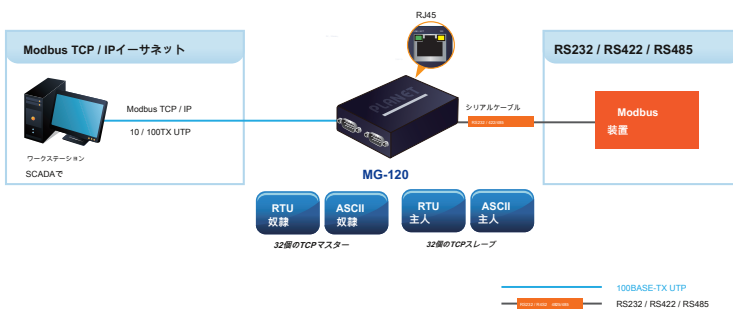 RJ45
Modbus TCP / IPイーサネット
RS232 / RS422 / RS485
PLANET
Modbus TCP / IP
10 / 100TX UTP
シリアルケーブル
RS232 / 422/485
Modbus
装置
ワークステーション
SCADAで
MG-120
RTU
奴隷
ASCII
奴隷
RTU
主人
ASCII
主人
32個のTCPマスター
32個のTCPスレーブ
100BASE-TX UTP
RS232 / RS422 / RS485